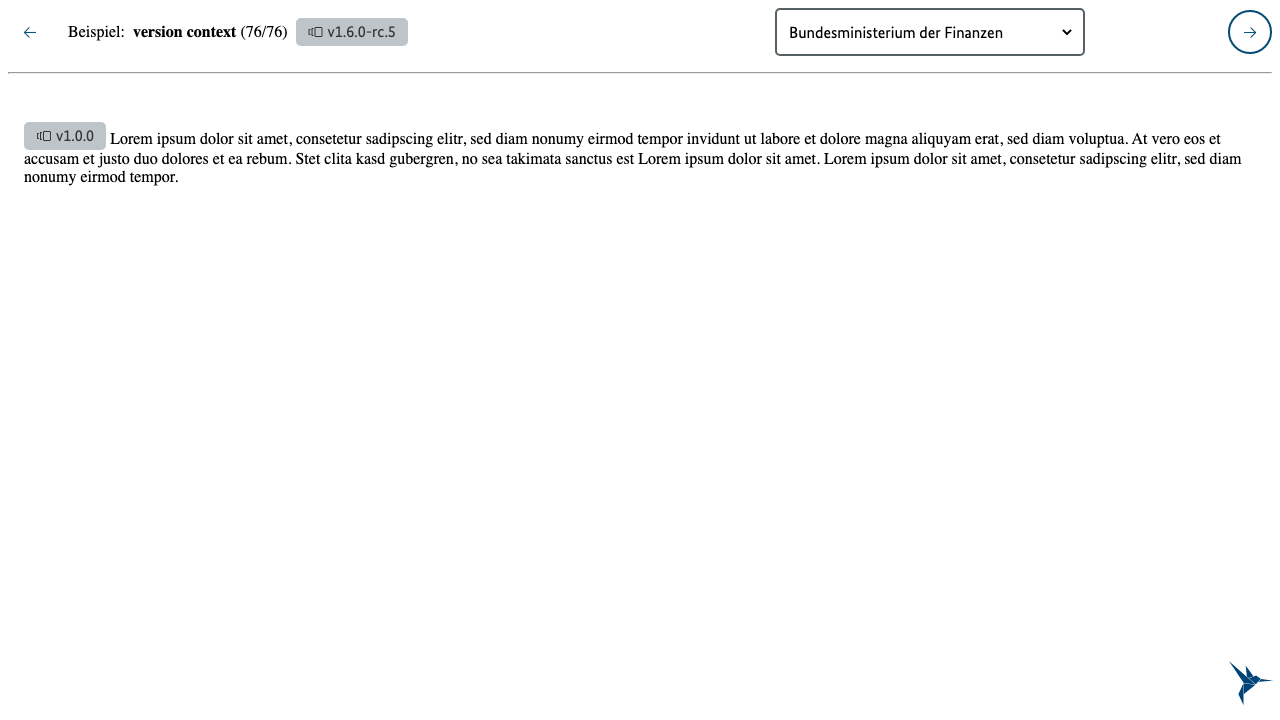 Beispiel: version context (76/76) v1.6.0-rc.5 Bundesministerium der Finanzen
v1.0.0 Lorem ipsum dolor sit amet, consetetur sadipscing elitr, sed diam nonumy eirmod tempor invidunt ut labore et dolore magna aliquyam erat, sed diam voluptua. At vero eos et
accusam et justo duo dolores et ea rebum. Stet clita kasd gubergren, no sea takimata sanctus est Lorem ipsum dolor sit amet. Lorem ipsum dolor sit amet, consetetur sadipscing elitr, sed diam
nonumy eirmod tempor.